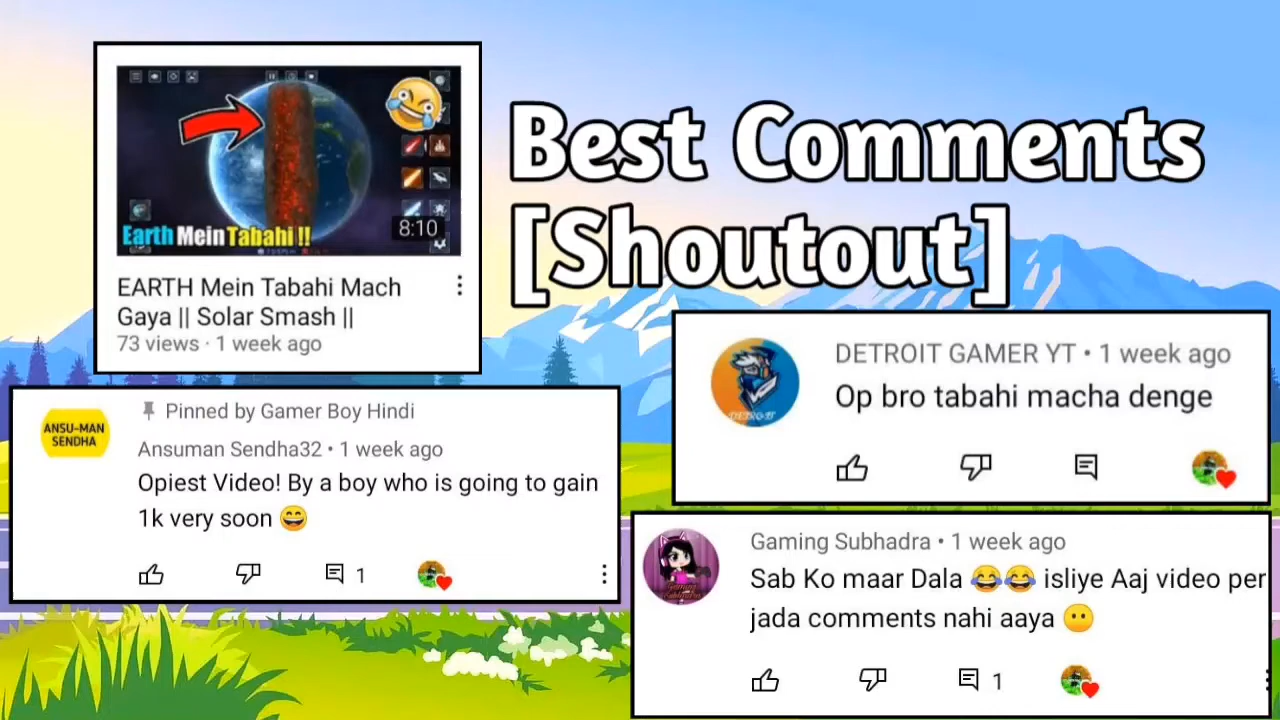 Best Comments
[Shoutout]
8:10
Earth Mein Tabahi !!
EARTH Mein Tabahi Mach
Gaya || Solar Smash ||
73 views · 1 week ago
ANSU-MAN
SENDHA
Pinned by Gamer Boy Hindi
Ansuman Sendha32 • 1 week ago
Opiest Video! By a boy who is going to gain
1k very soon 😄
1
DETROIT
DETROIT GAMER YT • 1 week ago
Op bro tabahi macha denge
Gaming
Subhadra
Gaming Subhadra • 1 week ago
Sab Ko maar Dala 😂😂 isliye Aaj video per
jada comments nahi aaya 😶
1